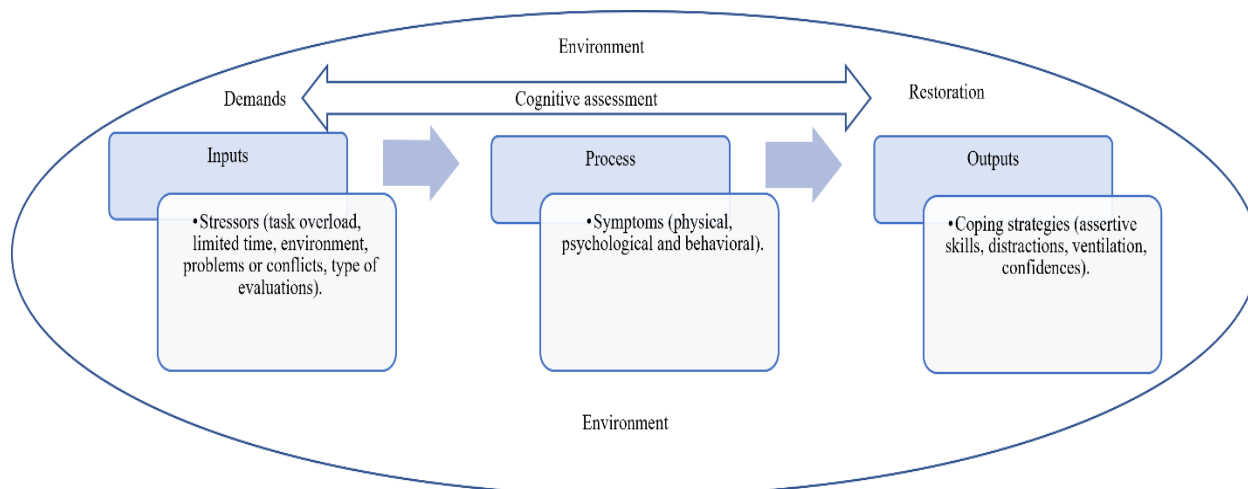 Environment
Demands
Cognitive assessment
Restoration
Inputs
Process
Outputs
•Stressors (task overload,
limited time, environment,
problems or conflicts, type of
evaluations).
•Symptoms (physical,
psychological and behavioral).
•Coping strategies (assertive
skills, distractions, ventilation,
confidences).
Environment